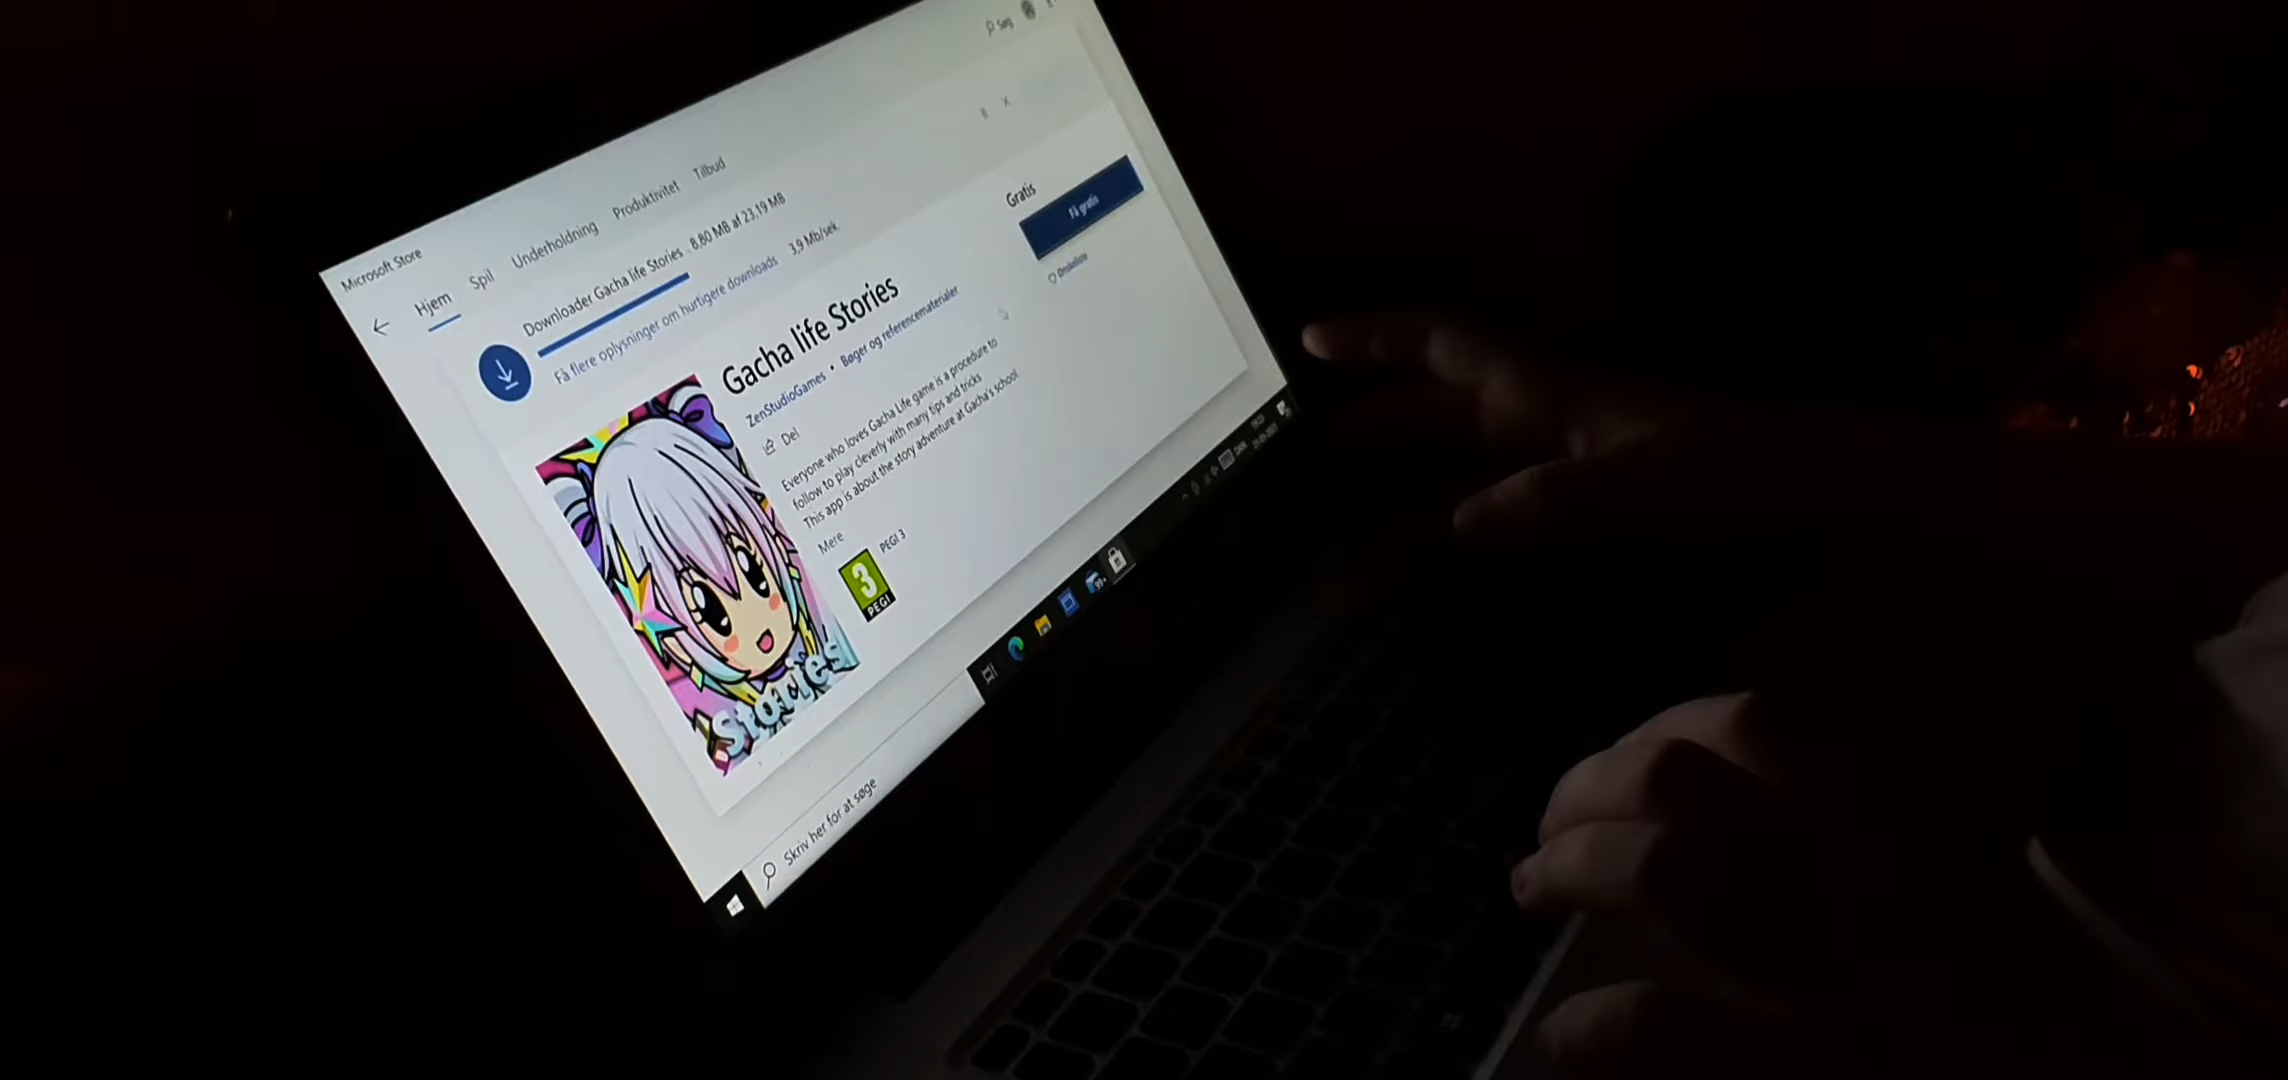 Microsoft Store
Søg
Hjem Spil Underholdning Produktivitet Tilbud
Downloader Gacha life Stories . 8,80 MB af 23,19 MB
Få flere oplysninger om hurtigere downloads 3,9 Mb/sek.
Gacha life Stories
ZenStudioGames • Bøger og referencematerialer
Del
Everyone who loves Gacha Life game is a procedure to
follow to play cleverly with many tips and tricks
This app is about the story adventure at Gacha's school
Mere
3
PEGI
PEGI 3
Gratis
Få gratis
Ønskeliste
Stories
Skriv her for at søge
99+
DAN